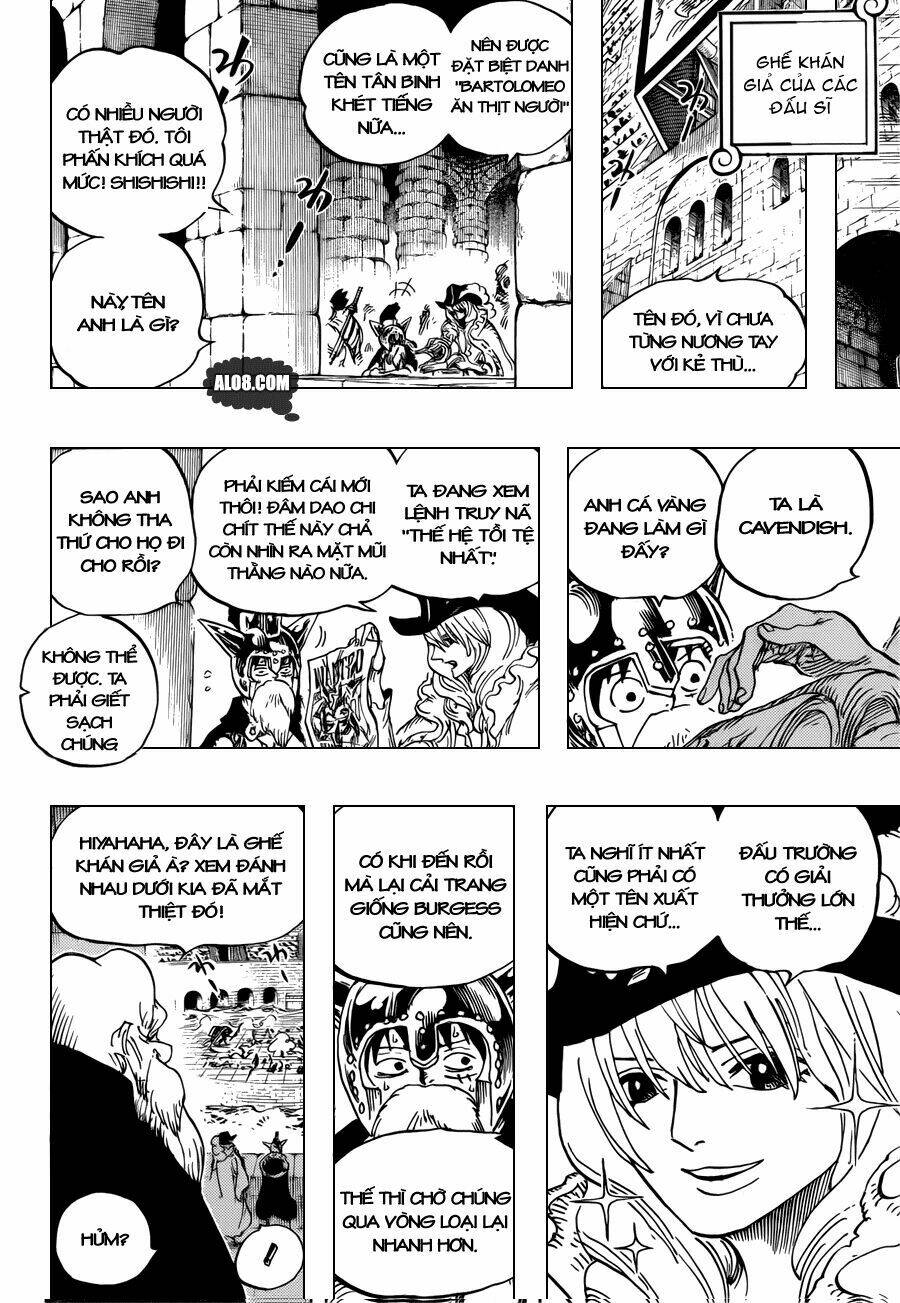 GHẾ KHÁN
GIẢ CỦA CÁC
ĐẤU SĨ
TÊN ĐÓ, VÌ CHƯA
TỪNG NƯƠNG TAY
VỚI KẺ THÙ...
NÊN ĐƯỢC
ĐẶT BIỆT DANH
"BARTOLOMEO
ĂN THỊT NGƯỜI"
CŨNG LÀ MỘT
TÊN TÂN BINH
KHÉT TIẾNG
NỮA...
CÓ NHIỀU NGƯỜI
THẬT ĐÓ. TÔI
PHẤN KHÍCH QUÁ
MỨC! SHISHISHI!!
NÀY, TÊN
ANH LÀ GÌ?
ALO8.COM
TA LÀ
CAVENDISH.
ANH CÁ VÀNG
ĐANG LÀM GÌ
ĐẤY?
TA ĐANG XEM
LỆNH TRUY NÃ
"THẾ HỆ TỒI TỆ
NHẤT".
PHẢI KIẾM CÁI MỚI
THÔI! ĐÂM DAO CHI
CHÍT THẾ NÀY CHẢ
CÒN NHÌN RA MẶT MŨI
THẰNG NÀO NỮA.
SAO ANH
KHÔNG THA
THỨ CHO HỌ ĐI
CHO RỒI?
KHÔNG THỂ
ĐƯỢC. TA
PHẢI GIẾT
SẠCH
CHÚNG
ĐẤU TRƯỜNG
CÓ GIẢI
THƯỞNG LỚN
THẾ...
TA NGHĨ ÍT NHẤT
CŨNG PHẢI CÓ
MỘT TÊN XUẤT
HIỆN CHỨ...
CÓ KHI ĐẾN RỒI
MÀ LẠI CẢI TRANG
GIỐNG BURGESS
CŨNG NÊN.
THẾ THÌ CHỜ CHÚNG
QUA VÒNG LOẠI LẠI
NHANH HƠN.
HIYAHAHA, ĐÂY LÀ GHẾ
KHÁN GIẢ À? XEM ĐÁNH
NHAU DƯỚI KIA ĐÃ MẮT
THIỆT ĐÓ!
HỬM?
!